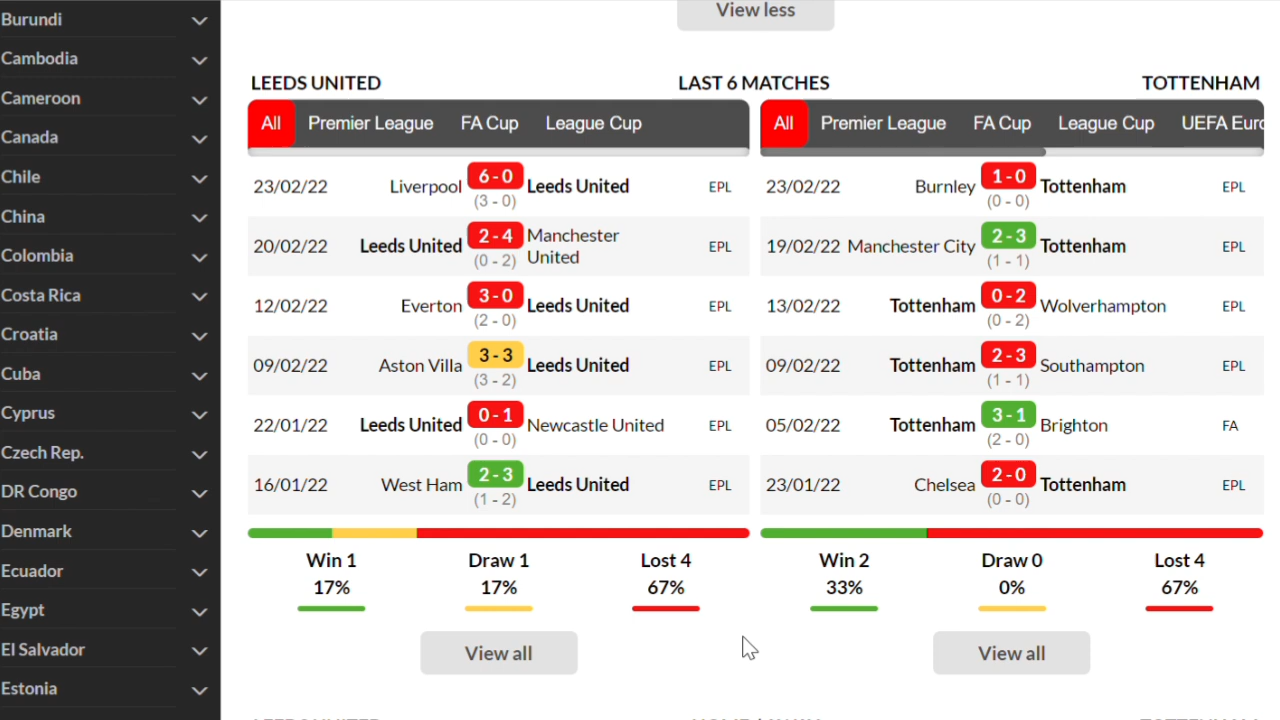 Burundi
Cambodia
Cameroon
Canada
Chile
China
Colombia
Costa Rica
Croatia
Cuba
Cyprus
Czech Rep.
DR Congo
Denmark
Ecuador
Egypt
El Salvador
Estonia
View less
LEEDS UNITED LAST 6 MATCHES TOTTENHAM
All Premier League FA Cup League Cup
23/02/22 Liverpool 6 - 0 Leeds United EPL
(3 - 0)
20/02/22 Leeds United 2 - 4 Manchester United EPL
(0 - 2)
12/02/22 Everton 3 - 0 Leeds United EPL
(2 - 0)
09/02/22 Aston Villa 3 - 3 Leeds United EPL
(3 - 2)
22/01/22 Leeds United 0 - 1 Newcastle United EPL
(0 - 0)
16/01/22 West Ham 2 - 3 Leeds United EPL
(1 - 2)
Win 1 Draw 1 Lost 4
17% 17% 67%
View all
All Premier League FA Cup League Cup UEFA Euro
23/02/22 Burnley 1 - 0 Tottenham EPL
(0 - 0)
19/02/22 Manchester City 2 - 3 Tottenham EPL
(1 - 1)
13/02/22 Tottenham 0 - 2 Wolverhampton EPL
(0 - 2)
09/02/22 Tottenham 2 - 3 Southampton EPL
(1 - 1)
05/02/22 Tottenham 3 - 1 Brighton FA
(2 - 0)
23/01/22 Chelsea 2 - 0 Tottenham EPL
(0 - 0)
Win 2 Draw 0 Lost 4
33% 0% 67%
View all